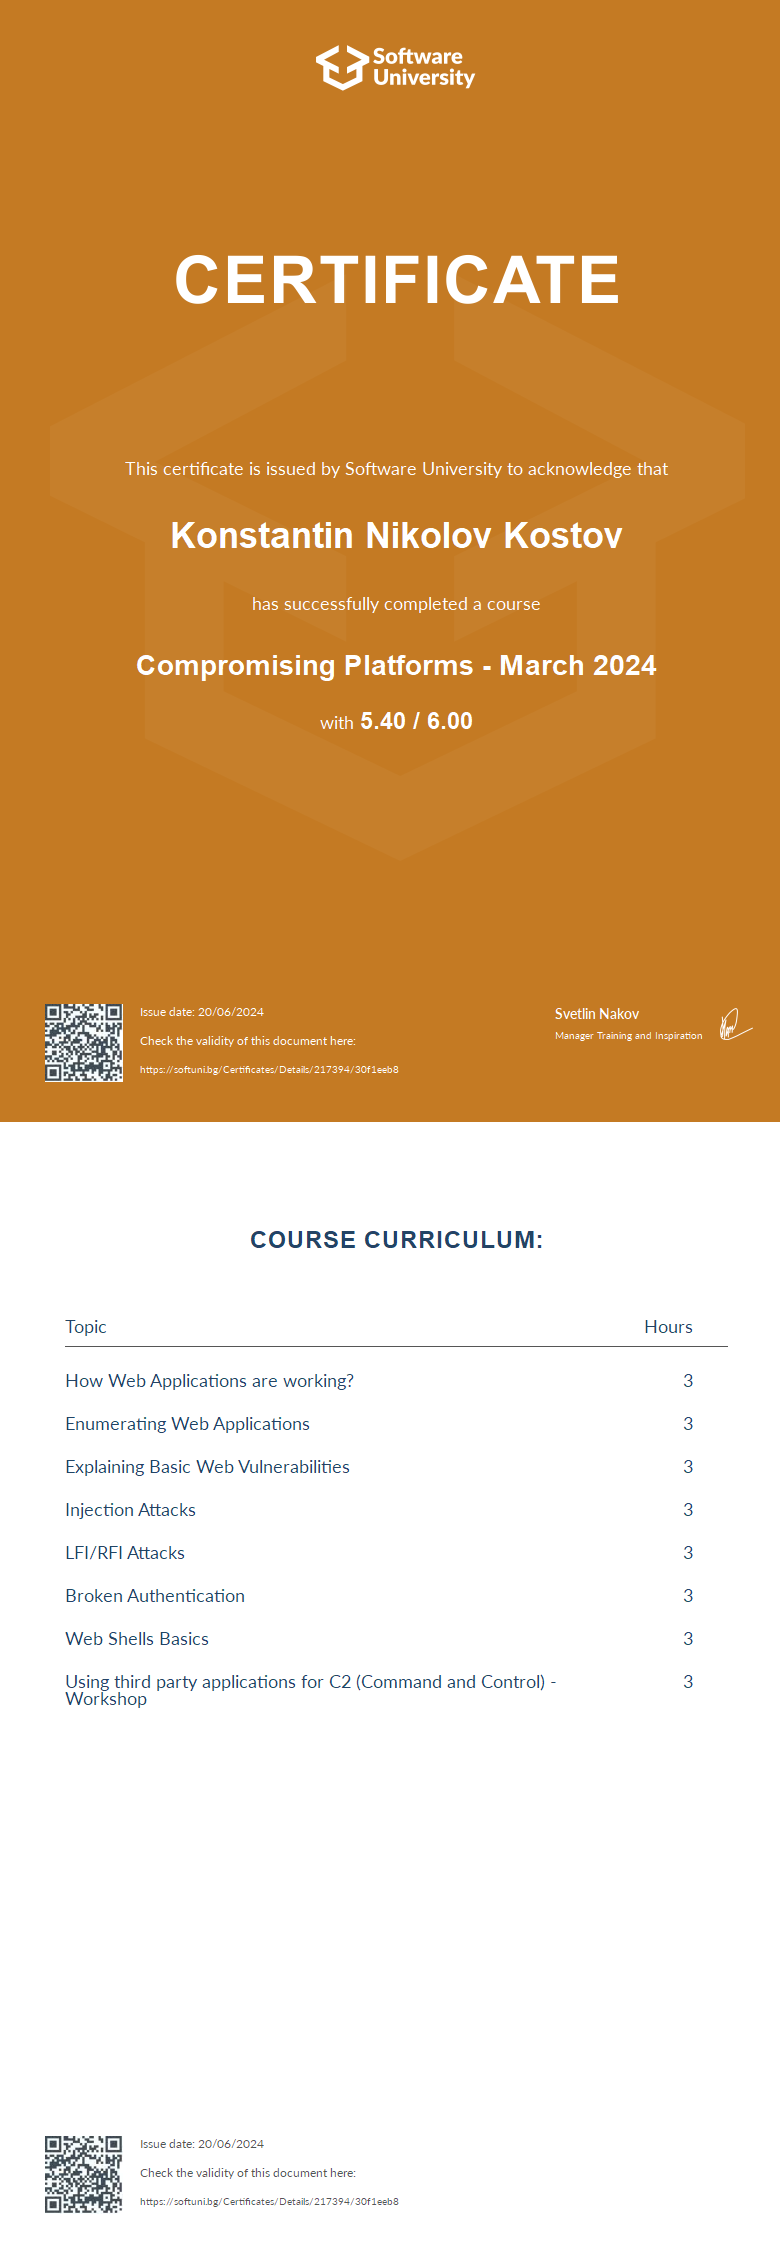 Software
University
CERTIFICATE
This certificate is issued by Software University to acknowledge that
Konstantin Nikolov Kostov
has successfully completed a course
Compromising Platforms - March 2024
with 5.40 / 6.00
Issue date: 20/06/2024
Check the validity of this document here:
https://softuni.bg/Certificates/Details/217394/30f1eeb8
Svetlin Nakov
Manager Training and Inspiration
COURSE CURRICULUM:
Topic Hours
How Web Applications are working? 3
Enumerating Web Applications 3
Explaining Basic Web Vulnerabilities 3
Injection Attacks 3
LFI/RFI Attacks 3
Broken Authentication 3
Web Shells Basics 3
Using third party applications for C2 (Command and Control) - 3
Workshop
Issue date: 20/06/2024
Check the validity of this document here:
https://softuni.bg/Certificates/Details/217394/30f1eeb8